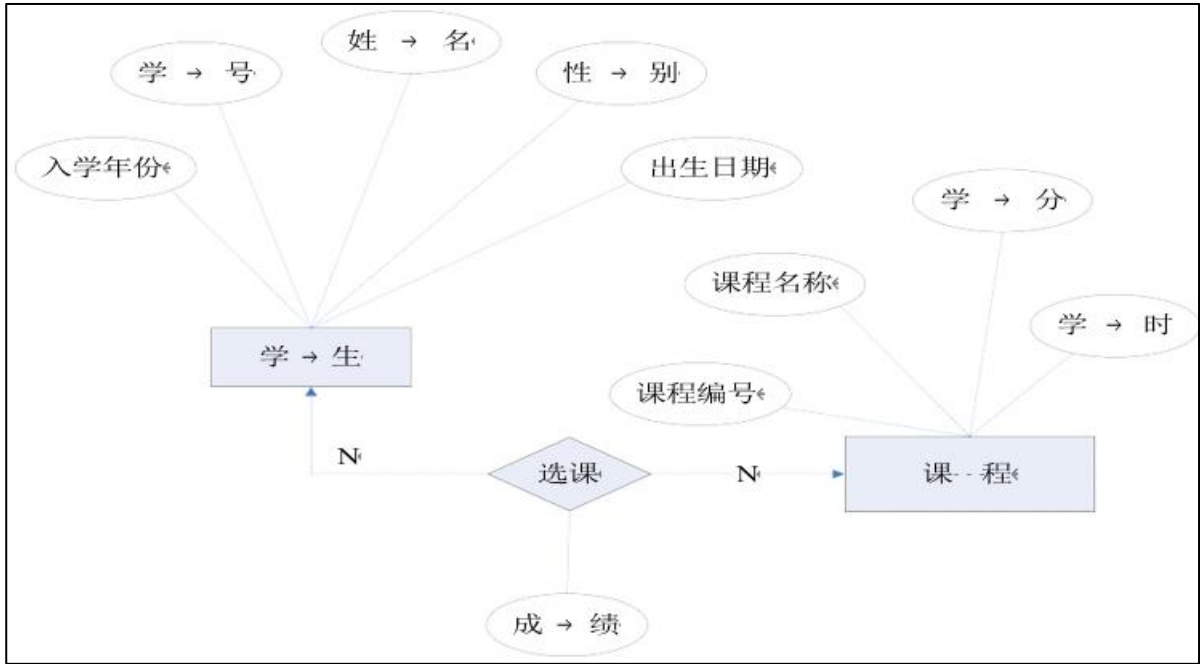 姓 → 名
学 → 号
性 → 别
入学年份
出生日期
学 → 分
课程名称
学 → 时
学 → 生
课程编号
N
选课
N
课 - - 程
成 → 绩